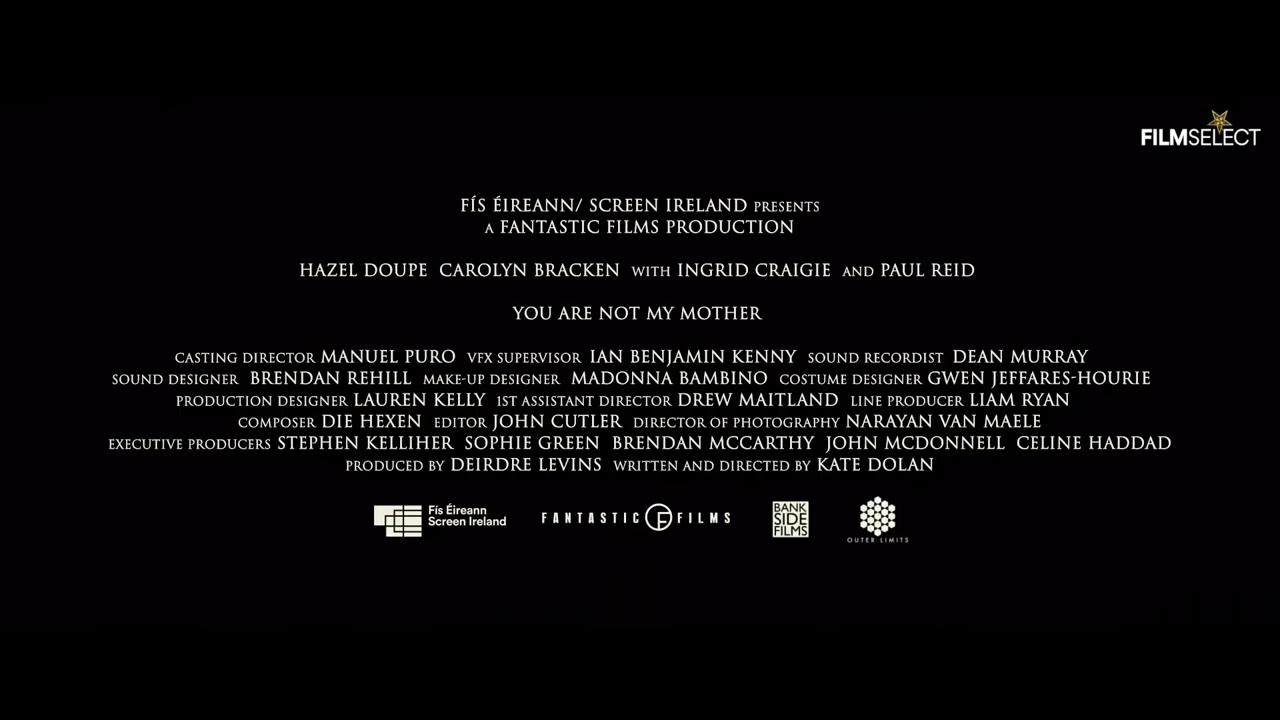 FILMSELECT
FÍS ÉIREANN/ SCREEN IRELAND PRESENTS
A FANTASTIC FILMS PRODUCTION
HAZEL DOUPE CAROLYN BRACKEN WITH INGRID CRAIGIE AND PAUL REID
YOU ARE NOT MY MOTHER
CASTING DIRECTOR MANUEL PURO VFX SUPERVISOR IAN BENJAMIN KENNY SOUND RECORDIST DEAN MURRAY
SOUND DESIGNER BRENDAN REHILL MAKE-UP DESIGNER MADONNA BAMBINO COSTUME DESIGNER GWEN JEFFARES-HOURIE
PRODUCTION DESIGNER LAUREN KELLY 1ST ASSISTANT DIRECTOR DREW MAITLAND LINE PRODUCER LIAM RYAN
COMPOSER DIE HEXEN EDITOR JOHN CUTLER DIRECTOR OF PHOTOGRAPHY NARAYAN VAN MAELE
EXECUTIVE PRODUCERS STEPHEN KELLIHER SOPHIE GREEN BRENDAN MCCARTHY JOHN MCDONNELL CELINE HADDAD
PRODUCED BY DEIRDRE LEVINS WRITTEN AND DIRECTED BY KATE DOLAN
Fís Éireann
Screen Ireland
FANTASTIC FILMS
BANK
SIDE
FILMS
OUTER LIMITS